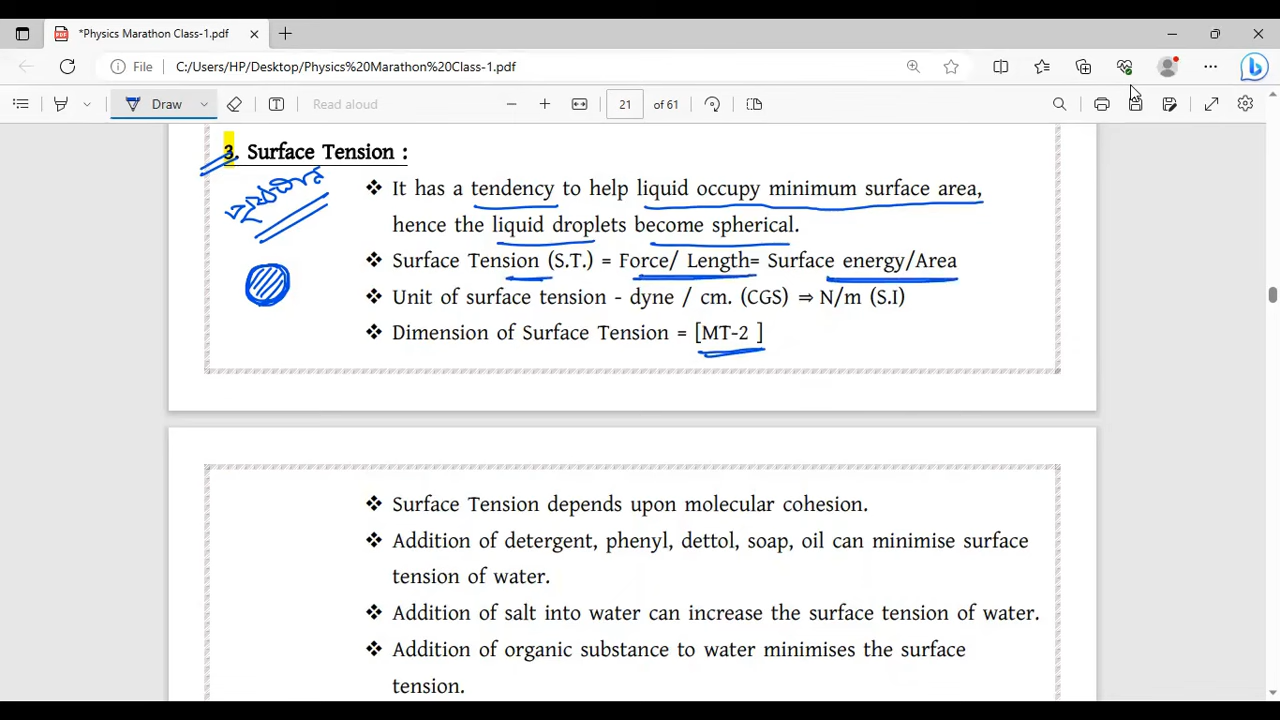 *Physics Marathon Class-1.pdf
File C:/Users/HP/Desktop/Physics%20Marathon%20Class-1.pdf
Draw Read aloud 21 of 61
3. Surface Tension :
❖ It has a tendency to help liquid occupy minimum surface area,
hence the liquid droplets become spherical.
❖ Surface Tension (S.T.) = Force/ Length= Surface energy/Area
❖ Unit of surface tension - dyne / cm. (CGS) ⇒ N/m (S.I)
❖ Dimension of Surface Tension = [MT-2 ]
❖ Surface Tension depends upon molecular cohesion.
❖ Addition of detergent, phenyl, dettol, soap, oil can minimise surface
tension of water.
❖ Addition of salt into water can increase the surface tension of water.
❖ Addition of organic substance to water minimises the surface
tension.